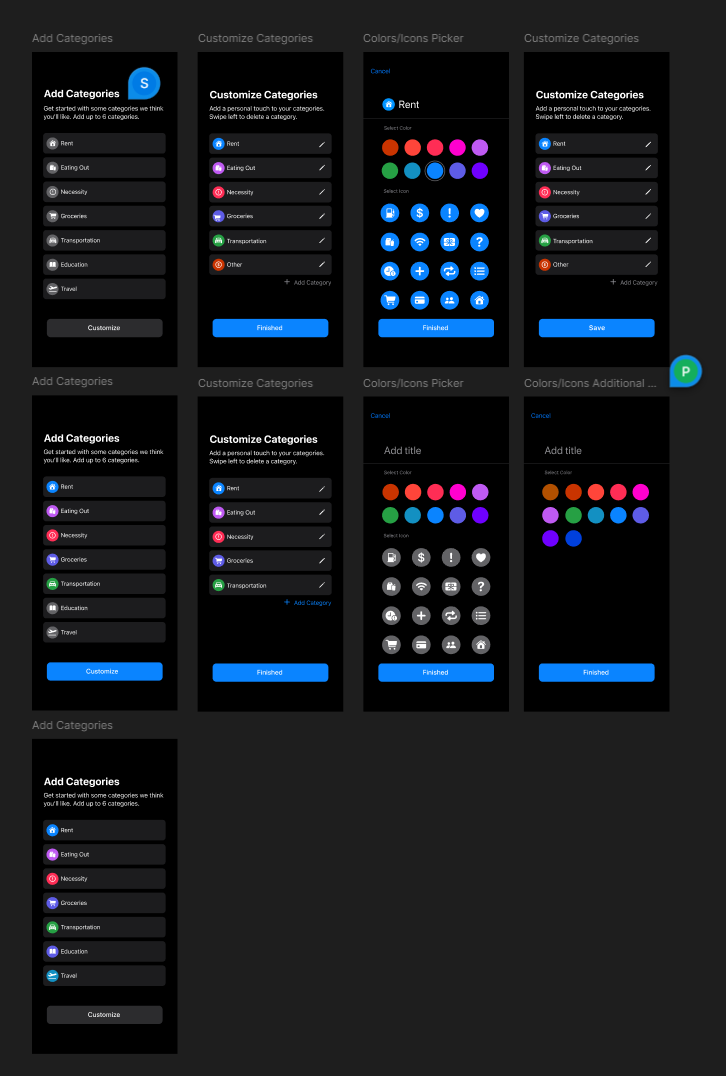 Add Categories
Customize Categories
Colors/Icons Picker
Customize Categories
S
Add Categories
Get started with some categories we think
you'll like. Add up to 6 categories.
Rent
Eating Out
Necessity
Groceries
Transportation
Education
Travel
Customize
Customize Categories
Add a personal touch to your categories.
Swipe left to delete a category.
Rent
Eating Out
Necessity
Groceries
Transportation
Other
+ Add Category
Finished
Cancel
Rent
Select Color
Select Icon
$
!
?
Finished
Customize Categories
Add a personal touch to your categories.
Swipe left to delete a category.
Rent
Eating Out
Necessity
Groceries
Transportation
Other
+ Add Category
Save
P
Add Categories
Customize Categories
Colors/Icons Picker
Colors/Icons Additional ...
Add Categories
Get started with some categories we think
you'll like. Add up to 6 categories.
Rent
Eating Out
Necessity
Groceries
Transportation
Education
Travel
Customize
Customize Categories
Add a personal touch to your categories.
Swipe left to delete a category.
Rent
Eating Out
Necessity
Groceries
Transportation
+ Add Category
Finished
Cancel
Add title
Select Color
Select Icon
$
!
?
Finished
Cancel
Add title
Select Color
Finished
Add Categories
Add Categories
Get started with some categories we think
you'll like. Add up to 6 categories.
Rent
Eating Out
Necessity
Groceries
Transportation
Education
Travel
Customize